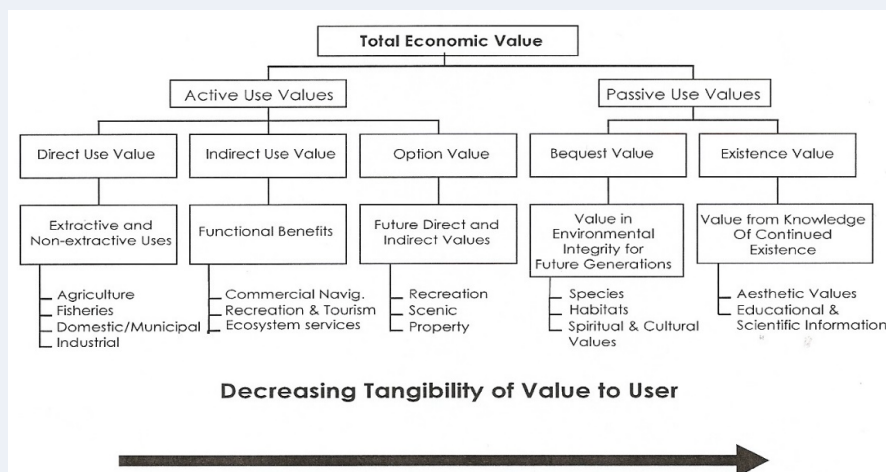 Total Economic Value
Active Use Values
Passive Use Values
Direct Use Value
Indirect Use Value
Option Value
Bequest Value
Existence Value
Extractive and
Non-extractive Uses
Functional Benefits
Future Direct and
Indirect Values
Value in
Environmental
Integrity for
Future Generations
Value from Knowledge
Of Continued
Existence
Agriculture
Fisheries
Domestic/Municipal
Industrial
Commercial Navig.
Recreation & Tourism
Ecosystem services
Recreation
Scenic
Property
Species
Habitats
Spiritual & Cultural
Values
Aesthetic Values
Educational &
Scientific Information
Decreasing Tangibility of Value to User